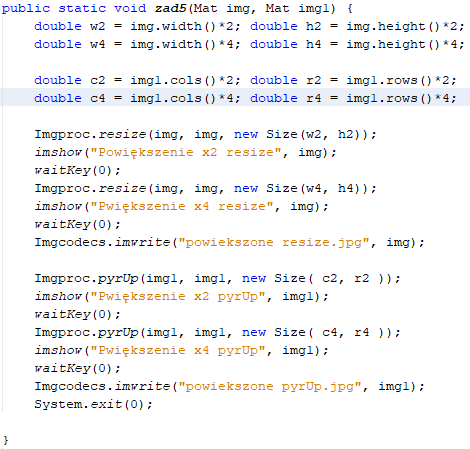 public static void zad5(Mat img, Mat img1) {
double w2 = img.width()*2; double h2 = img.height()*2;
double w4 = img.width()*4; double h4 = img.height()*4;
double c2 = img1.cols()*2; double r2 = img1.rows()*2;
double c4 = img1.cols()*4; double r4 = img1.rows()*4;
Imgproc.resize(img, img, new Size(w2, h2));
imshow("Powiększenie x2 resize", img);
waitKey(0);
Imgproc.resize(img, img, new Size(w4, h4));
imshow("Pwiększenie x4 resize", img);
waitKey(0);
Imgcodecs.imwrite("powiekszone resize.jpg", img);
Imgproc.pyrUp(img1, img1, new Size( c2, r2 ));
imshow("Pwiększenie x2 pyrUp", img1);
waitKey(0);
Imgproc.pyrUp(img1, img1, new Size( c4, r4 ));
imshow("Pwiększenie x4 pyrUp", img1);
waitKey(0);
Imgcodecs.imwrite("powiekszone pyrUp.jpg", img1);
System.exit(0);
}